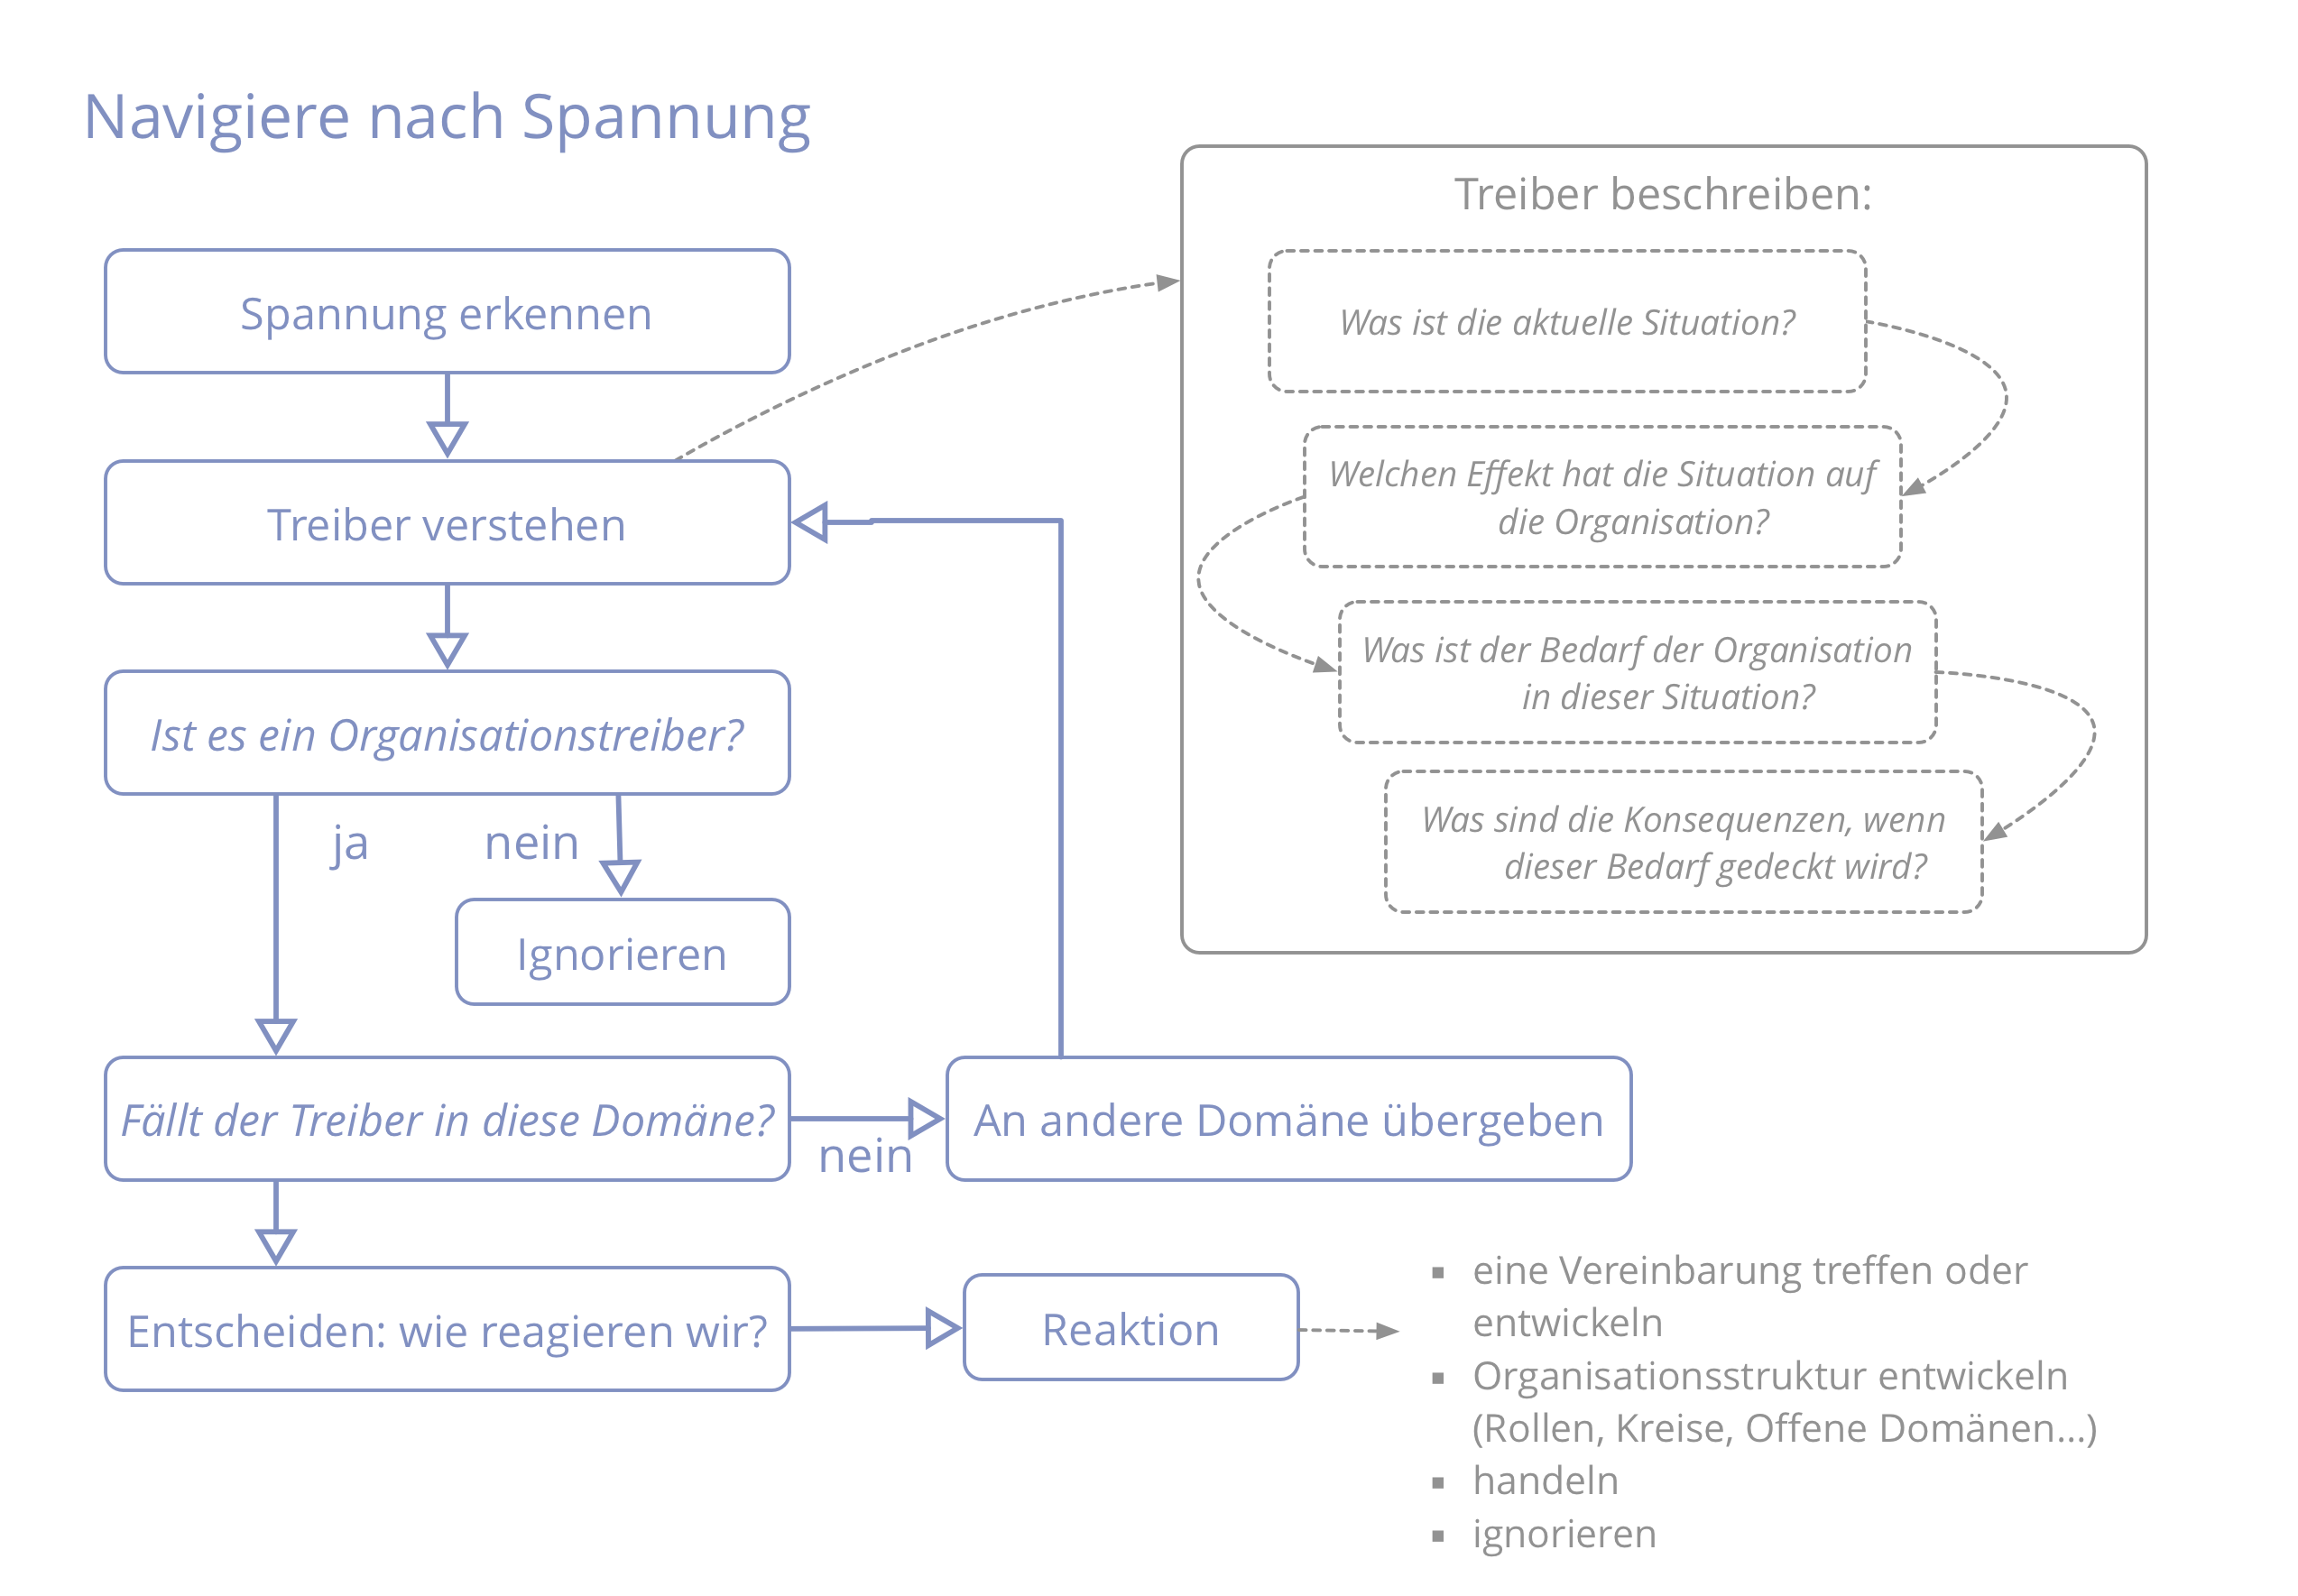 Navigiere nach Spannung
Spannung erkennen
Treiber verstehen
Ist es ein Organisationstreiber?
ja
nein
Ignorieren
Fällt der Treiber in diese Domäne?
nein
An andere Domäne übergeben
Entscheiden: wie reagieren wir?
Reaktion
Treiber beschreiben:
Was ist die aktuelle Situation?
Welchen Effekt hat die Situation auf
die Organisation?
Was ist der Bedarf der Organisation
in dieser Situation?
Was sind die Konsequenzen, wenn
dieser Bedarf gedeckt wird?
▪ eine Vereinbarung treffen oder
entwickeln
▪ Organisationsstruktur entwickeln
(Rollen, Kreise, Offene Domänen…)
▪ handeln
▪ ignorieren